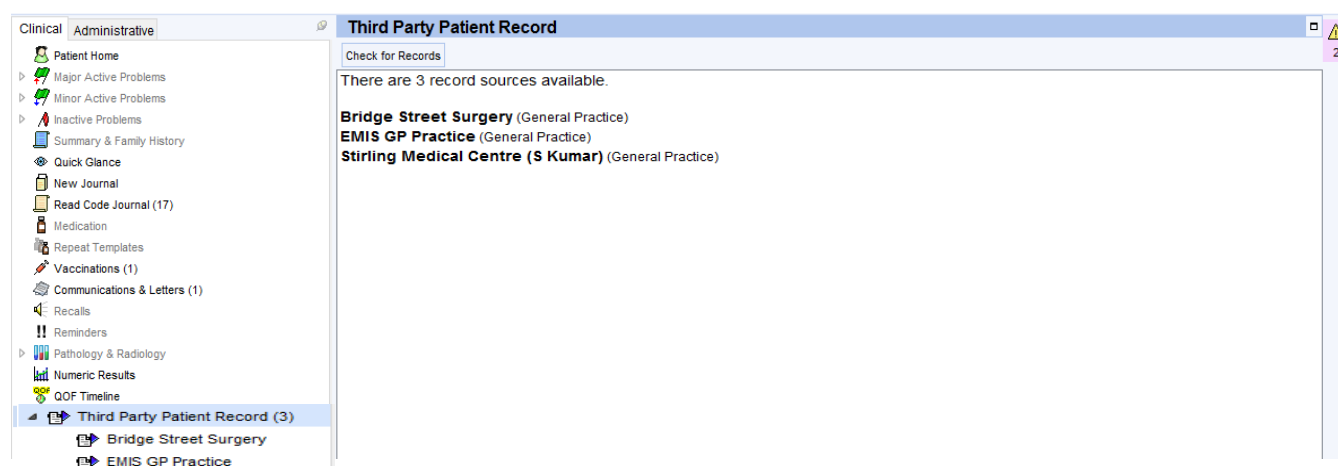 Clinical Administrative
Patient Home
Major Active Problems
Minor Active Problems
Inactive Problems
Summary & Family History
Quick Glance
New Journal
Read Code Journal (17)
Medication
Repeat Templates
Vaccinations (1)
Communications & Letters (1)
Recalls
Reminders
Pathology & Radiology
Numeric Results
QOF Timeline
Third Party Patient Record (3)
Bridge Street Surgery
EMIS GP Practice
Third Party Patient Record
Check for Records
There are 3 record sources available.
Bridge Street Surgery (General Practice)
EMIS GP Practice (General Practice)
Stirling Medical Centre (S Kumar) (General Practice)
2